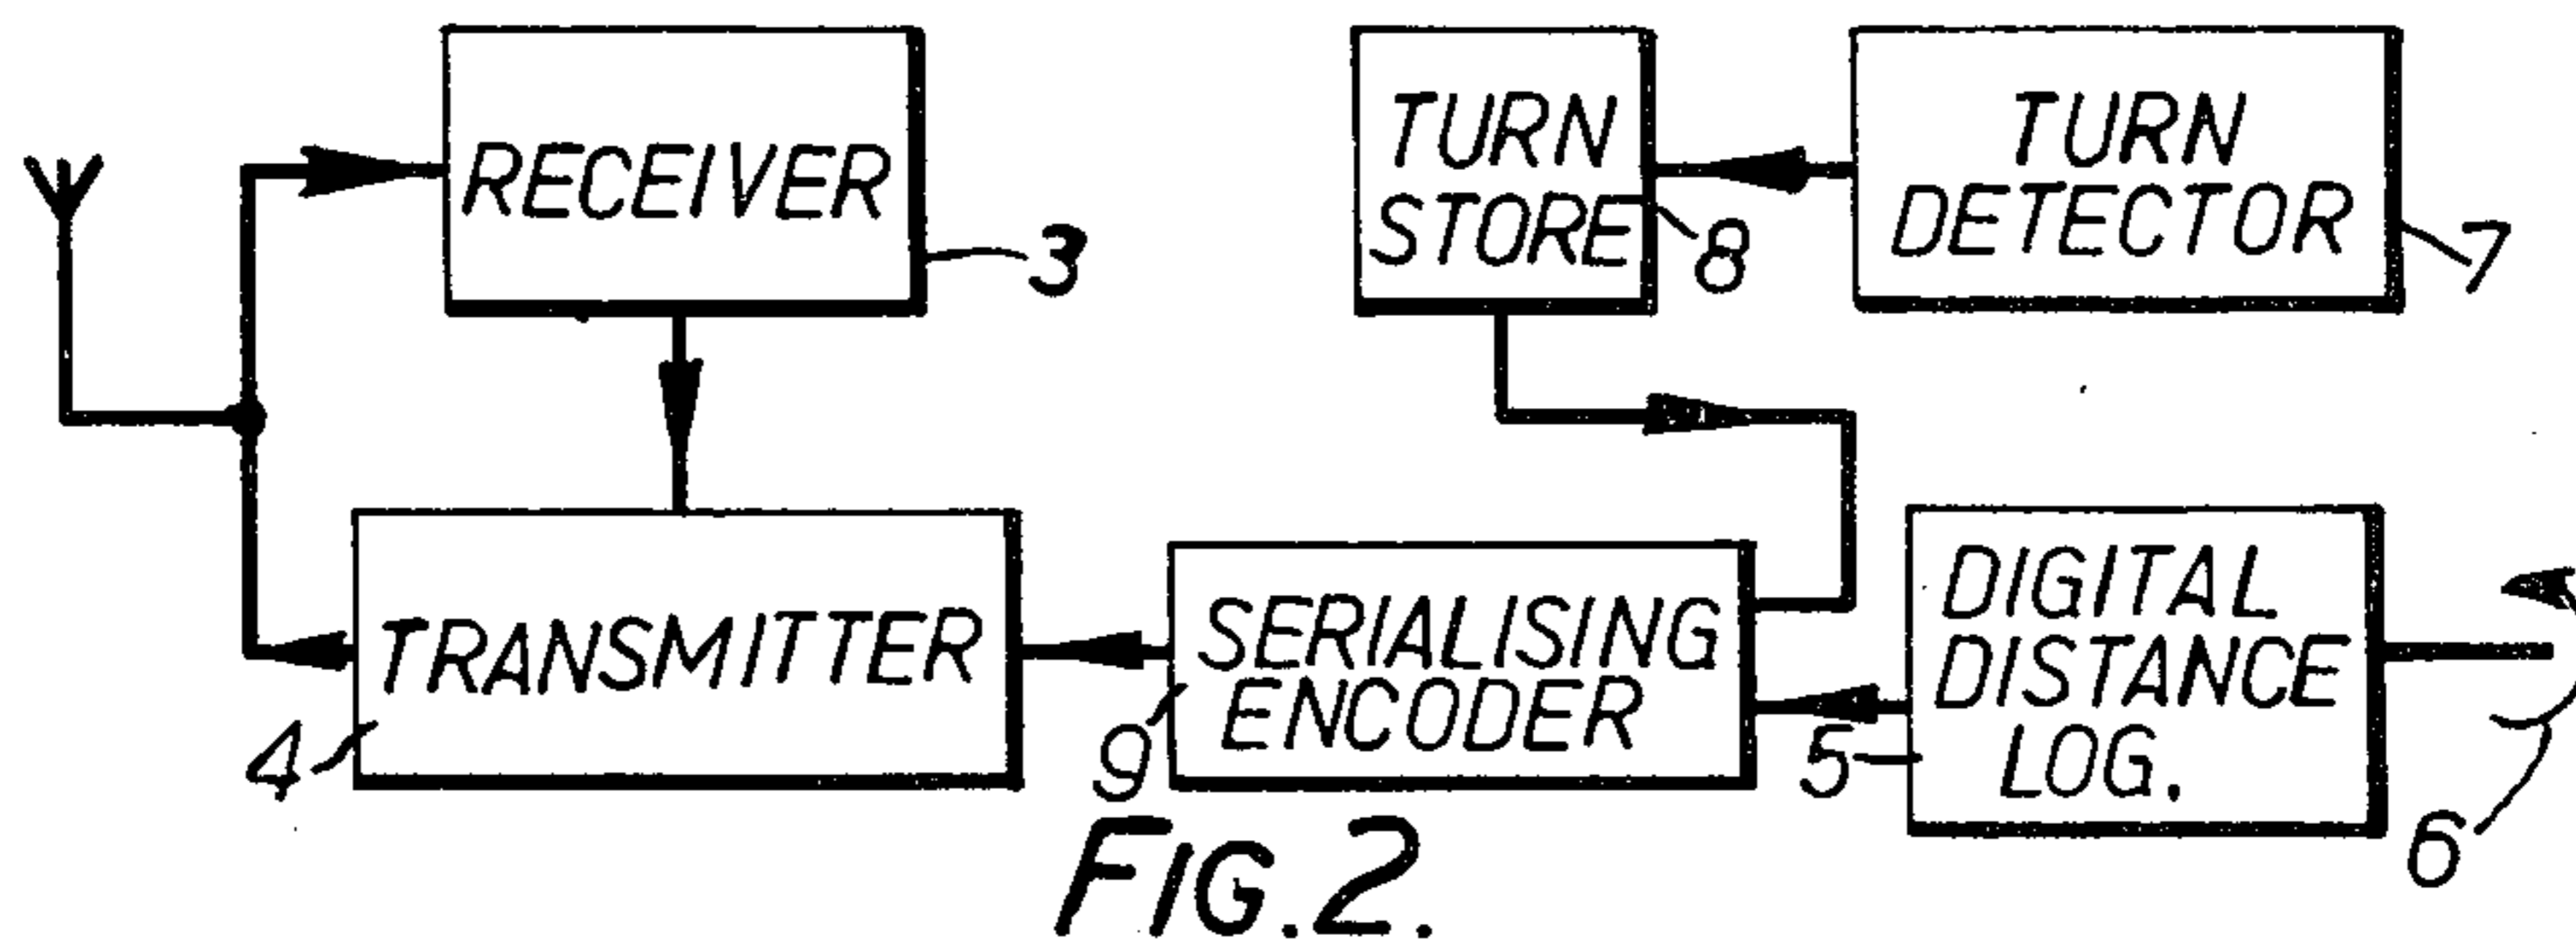 RECEIVER
3
TURN
STORE
8
TURN
DETECTOR
7
TRANSMITTER
4
SERIALISING
ENCODER
9
DIGITAL
DISTANCE
LOG.
5
6
FIG.2.